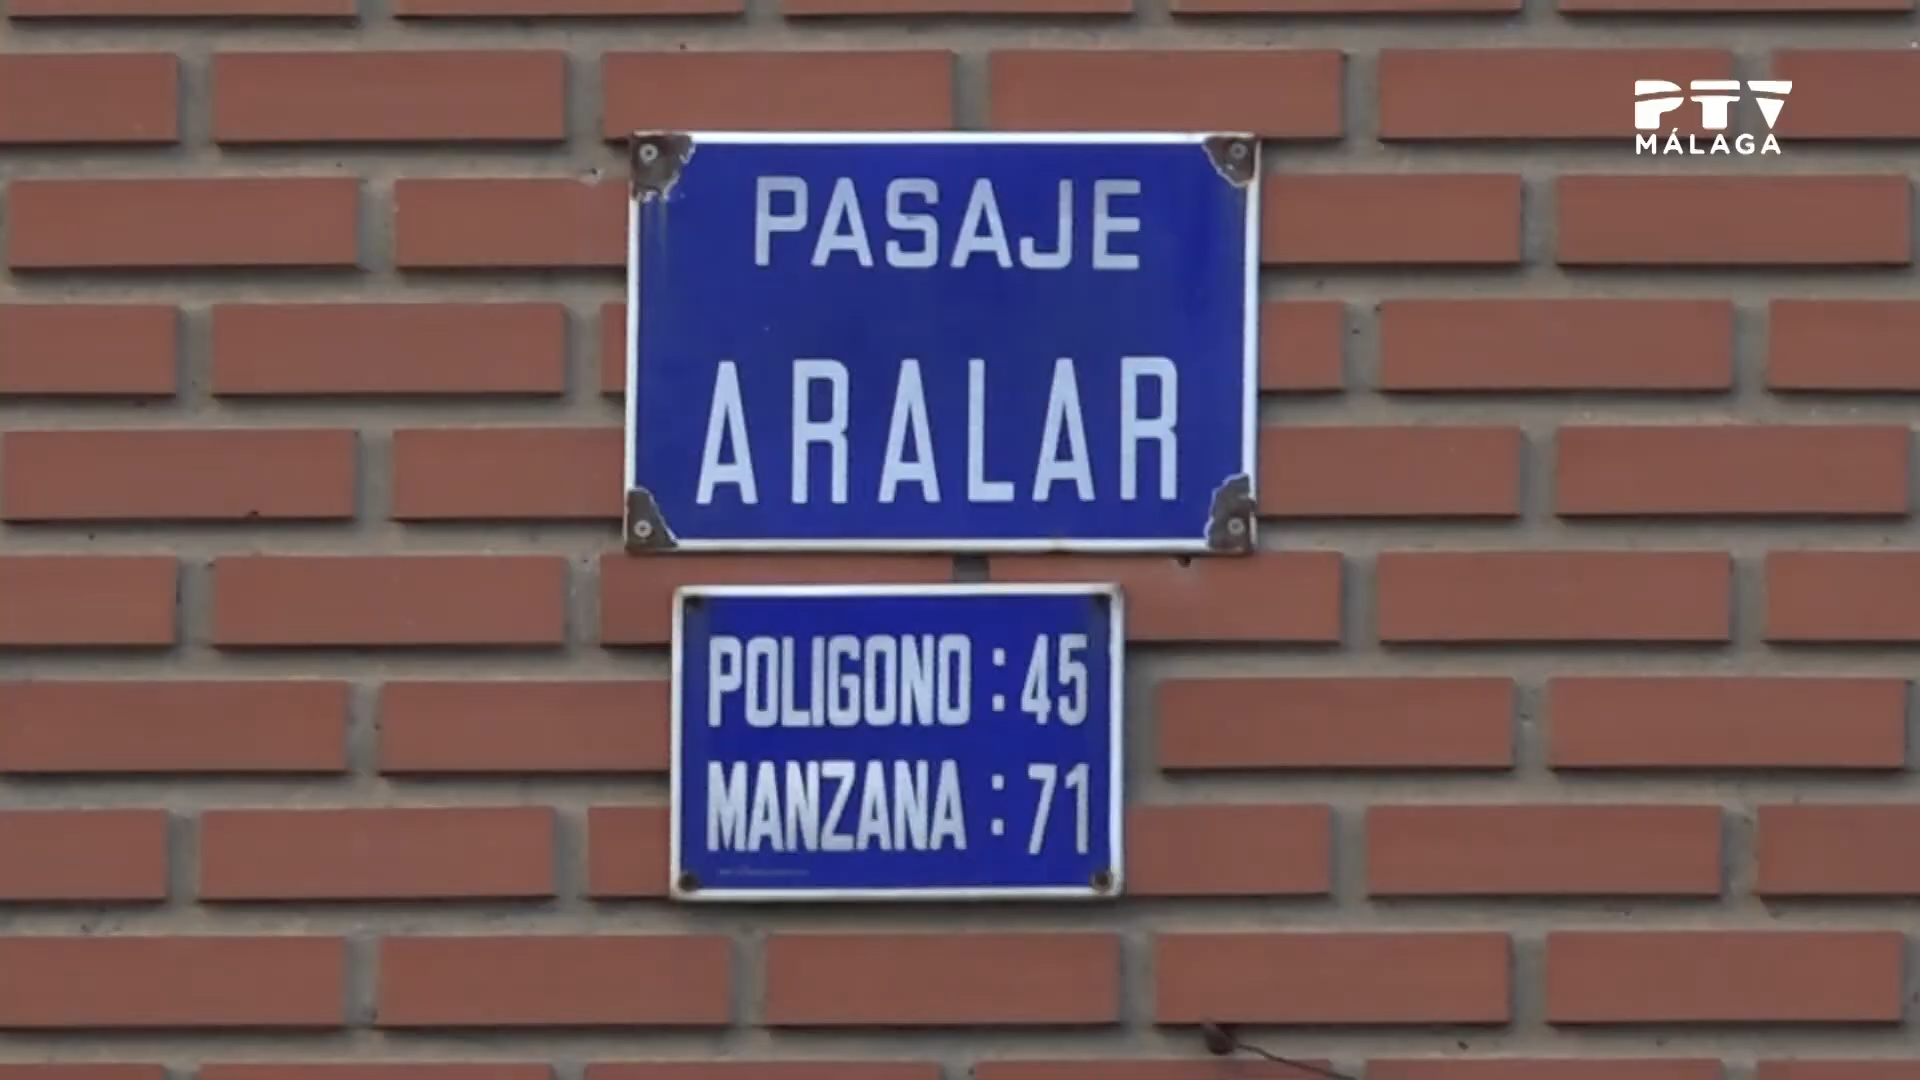 PTV
MÁLAGA
PASAJE
ARALAR
POLIGONO : 45
MANZANA : 71